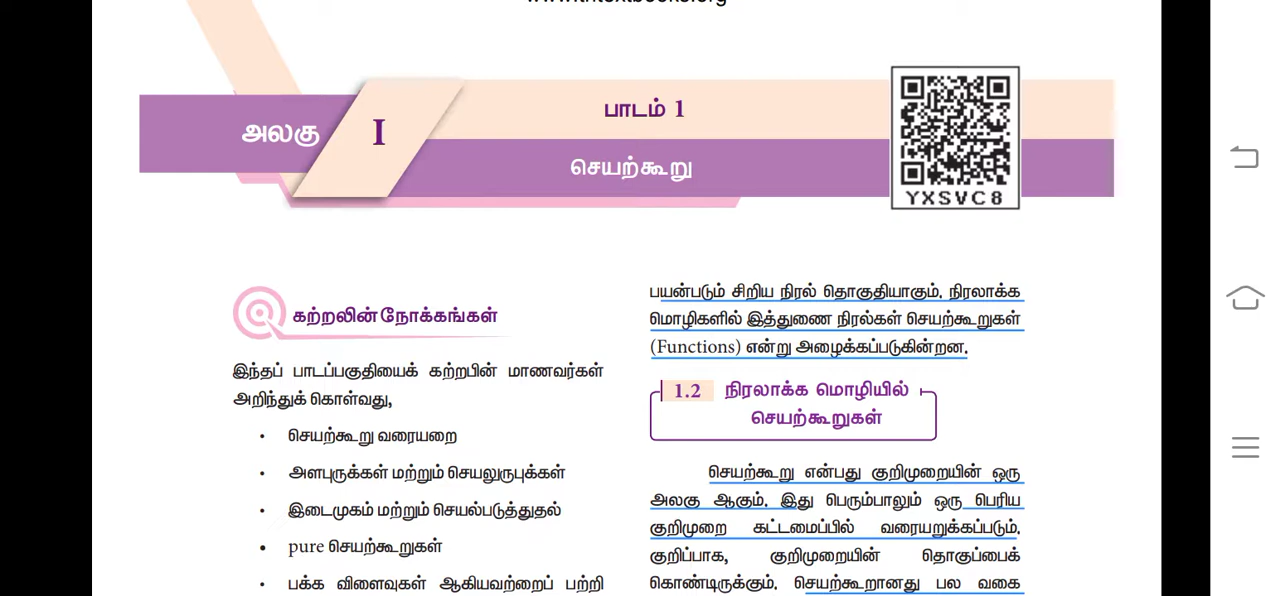 அலகு
I
பாடம் 1
செயற்கூறு
YXSVC8
கற்றலின் நோக்கங்கள்
இந்தப் பாடப்பகுதியைக் கற்றபின் மாணவர்கள்
அறிந்துக் கொள்வது,
• செயற்கூறு வரையறை
• அளபுருக்கள் மற்றும் செயலுருபுக்கள்
• இடைமுகம் மற்றும் செயல்படுத்துதல்
• pure செயற்கூறுகள்
• பக்க விளைவுகள் ஆகியவற்றைப் பற்றி
பயன்படும் சிறிய நிரல் தொகுதியாகும். நிரலாக்க
மொழிகளில் இத்துணை நிரல்கள் செயற்கூறுகள்
(Functions) என்று அழைக்கப்படுகின்றன.
1.2 நிரலாக்க மொழியில்
செயற்கூறுகள்
செயற்கூறு என்பது குறிமுறையின் ஒரு
அலகு ஆகும். இது பெரும்பாலும் ஒரு பெரிய
குறிமுறை கட்டமைப்பில் வரையறுக்கப்படும்.
குறிப்பாக, குறிமுறையின் தொகுப்பைக்
கொண்டிருக்கும். செயற்கூறானது பல வகை